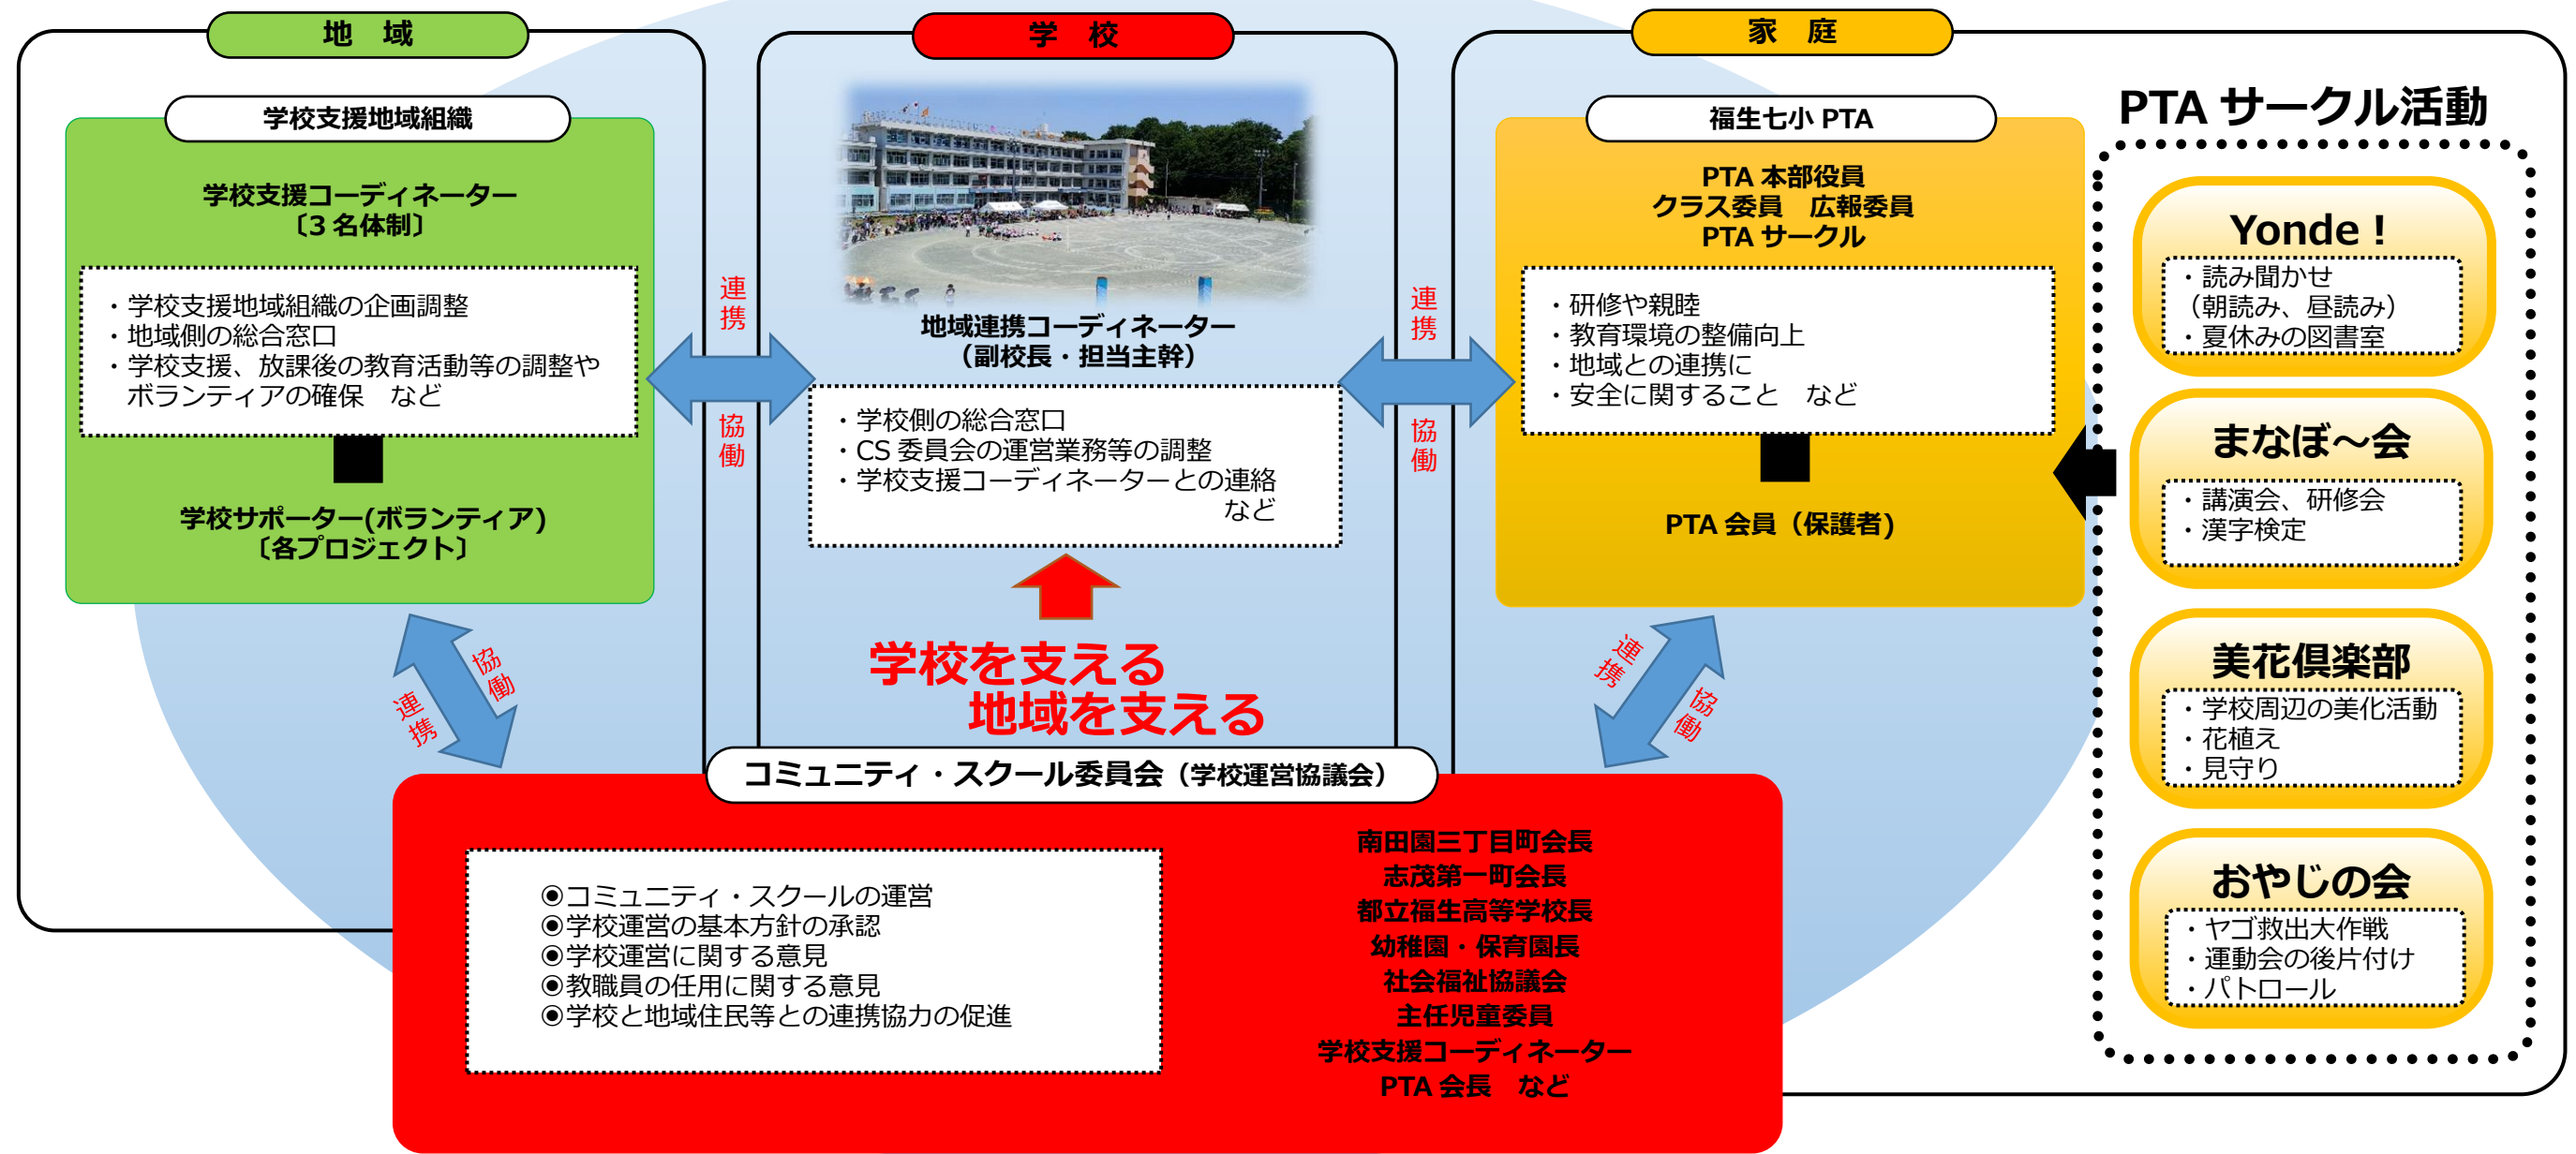 地　域
学校支援地域組織
学校支援コーディネーター
〔3 名体制〕
・学校支援地域組織の企画調整
・地域側の総合窓口
・学校支援、放課後の教育活動等の調整や
ボランティアの確保　など
学校サポーター(ボランティア)
〔各プロジェクト〕
連携
協働
学　校
地域連携コーディネーター
（副校長・担当主幹）
・学校側の総合窓口
・CS 委員会の運営業務等の調整
・学校支援コーディネーターとの連絡
など
連携
協働
家　庭
福生七小 PTA
PTA 本部役員
クラス委員　広報委員
PTA サークル
・研修や親睦
・教育環境の整備向上
・地域との連携に
・安全に関すること　など
PTA 会員（保護者)
PTA サークル活動
Yonde！
・読み聞かせ
（朝読み、昼読み）
・夏休みの図書室
まなぼ～会
・講演会、研修会
・漢字検定
美花倶楽部
・学校周辺の美化活動
・花植え
・見守り
おやじの会
・ヤゴ救出大作戦
・運動会の後片付け
・パトロール
連携
協働
学校を支える
地域を支える
連携
協働
コミュニティ・スクール委員会（学校運営協議会）
◉コミュニティ・スクールの運営
◉学校運営の基本方針の承認
◉学校運営に関する意見
◉教職員の任用に関する意見
◉学校と地域住民等との連携協力の促進
南田園三丁目町会長
志茂第一町会長
都立福生高等学校長
幼稚園・保育園長
社会福祉協議会
主任児童委員
学校支援コーディネーター
PTA 会長　など